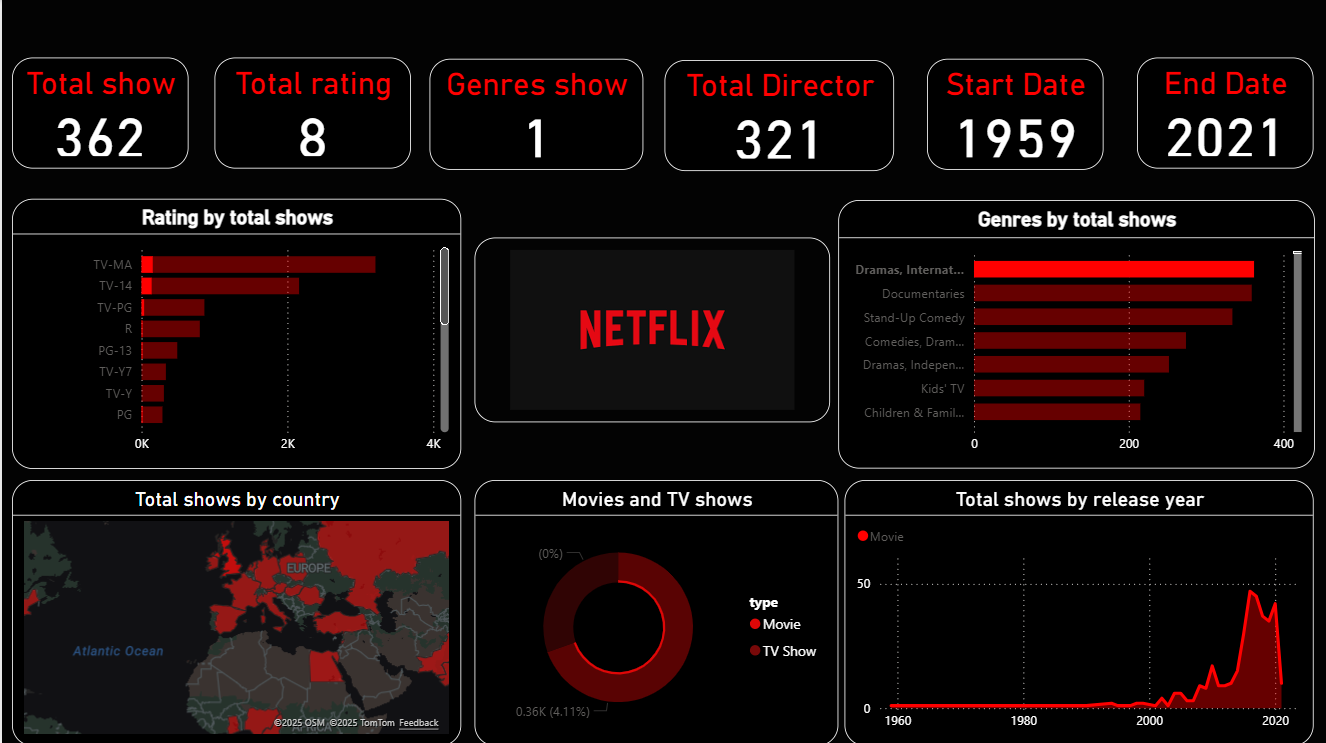 Total show
362
Total rating
8
Genres show
1
Total Director
321
Start Date
1959
End Date
2021
Rating by total shows
TV-MA
TV-14
TV-PG
R
PG-13
TV-Y7
TV-Y
PG
0K 2K 4K
NETFLIX
Genres by total shows
Dramas, Internat...
Documentaries
Stand-Up Comedy
Comedies, Dram...
Dramas, Indepen...
Kids' TV
Children & Famil...
0 200 400
Total shows by country
EUROPE
Atlantic Ocean
AFRICA
©2025 OSM ©2025 TomTom Feedback
Movies and TV shows
(0%)
0.36K (4.11%)
type
Movie
TV Show
Total shows by release year
Movie
50
0
1960 1980 2000 2020